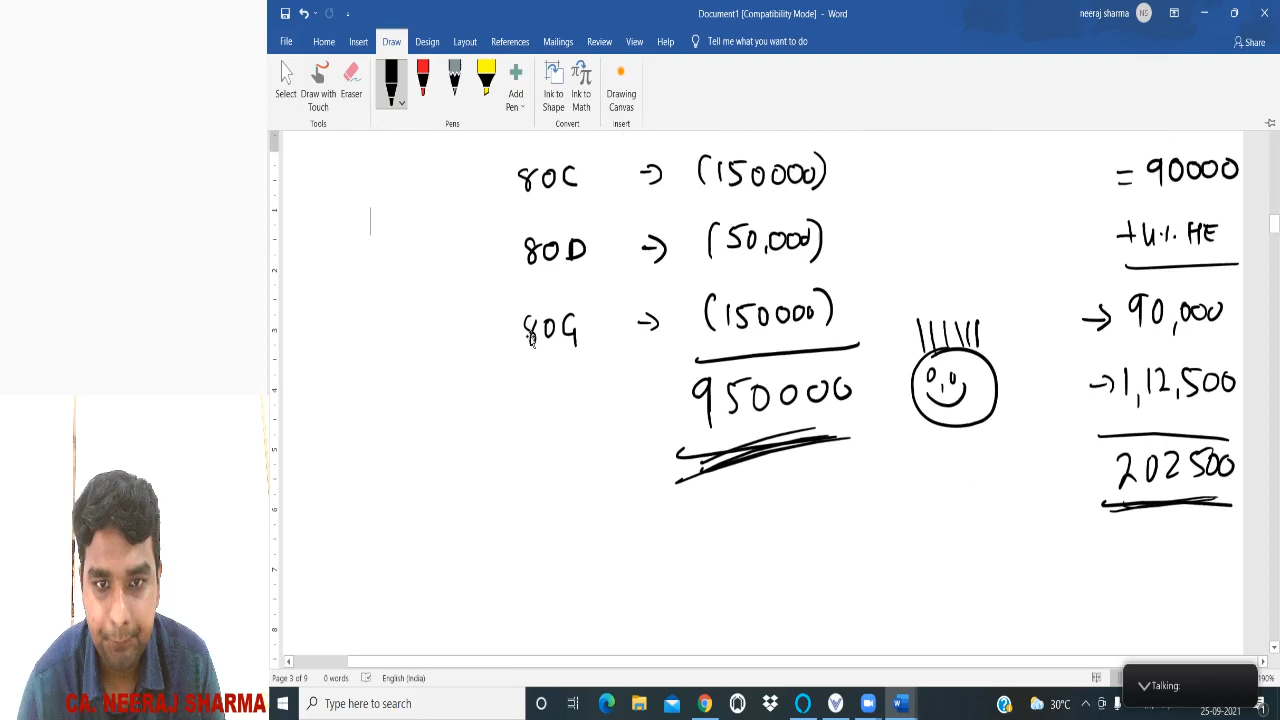 Document1 [Compatibility Mode] - Word
neeraj sharma NS
File Home Insert Draw Design Layout References Mailings Review View Help Tell me what you want to do Share
Select Draw with Touch Eraser Add Pen Ink to Shape Ink to Math Drawing Canvas
Tools Pens Convert Insert
80C → (150000) = 90000
80D → (50,000) +4.1. HE
80G → (150000) → 90,000
950000 → 1,12,500
202500
CA. NEERAJ SHARMA
Page 3 of 9 0 words English (India) 190%
Talking:
Type here to search
30°C
25-09-2021